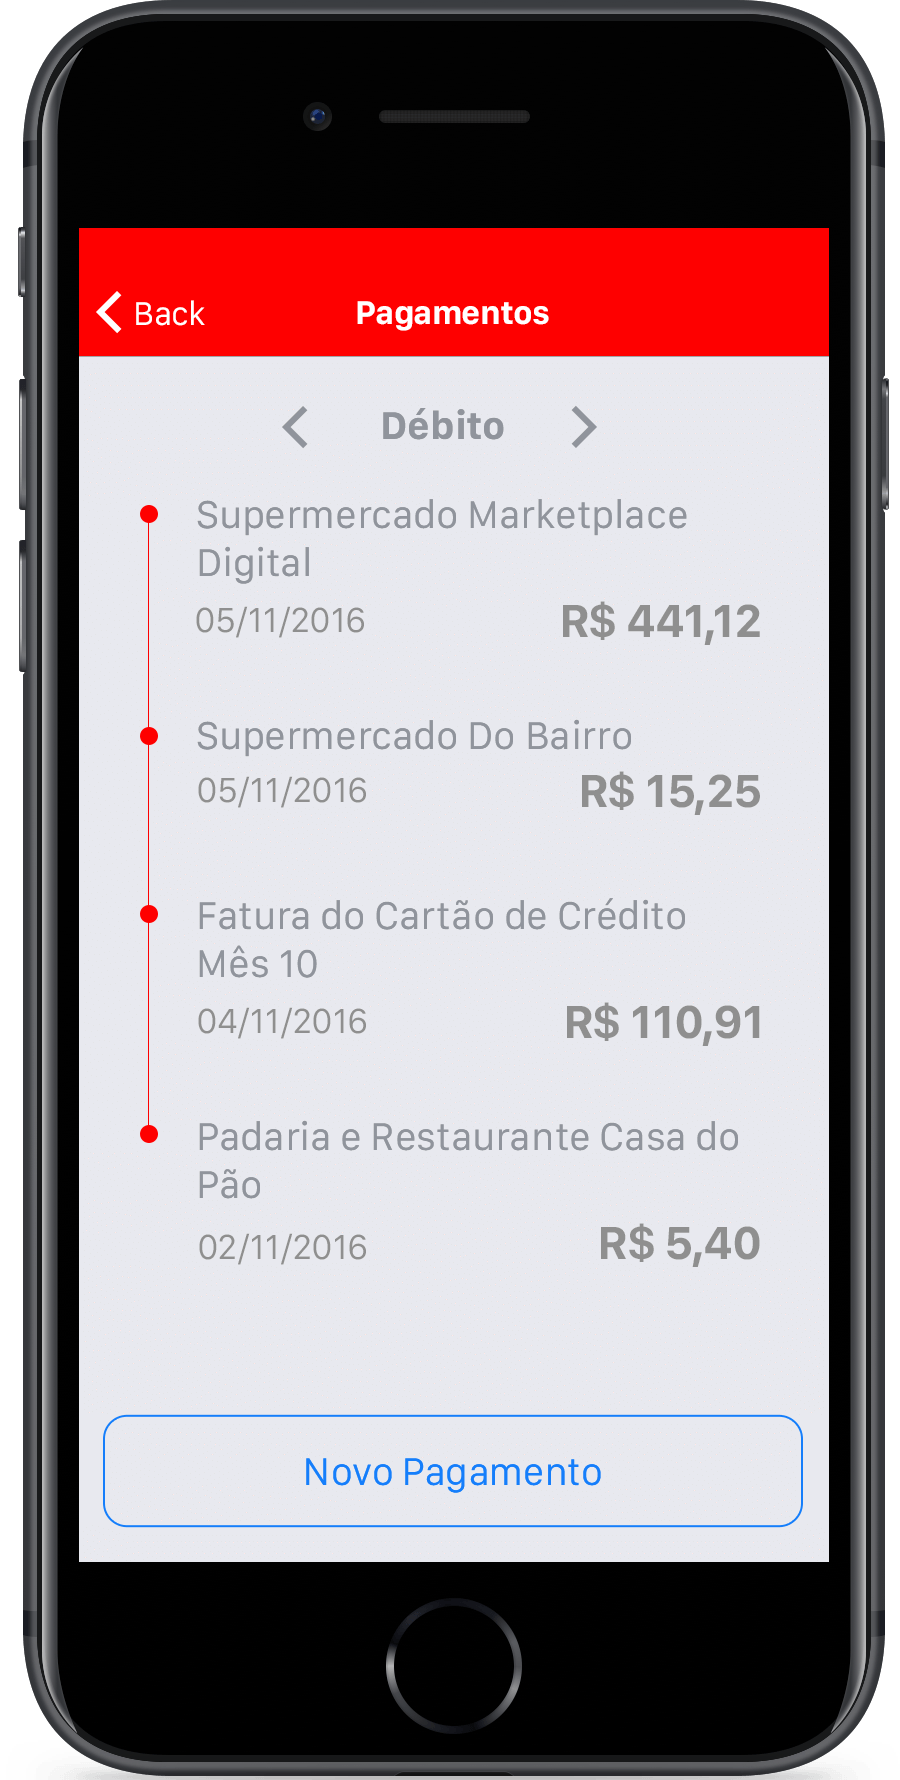 Back
Pagamentos
Débito
Supermercado Marketplace
Digital
05/11/2016
R$ 441,12
Supermercado Do Bairro
05/11/2016
R$ 15,25
Fatura do Cartão de Crédito
Mês 10
04/11/2016
R$ 110,91
Padaria e Restaurante Casa do
Pão
02/11/2016
R$ 5,40
Novo Pagamento